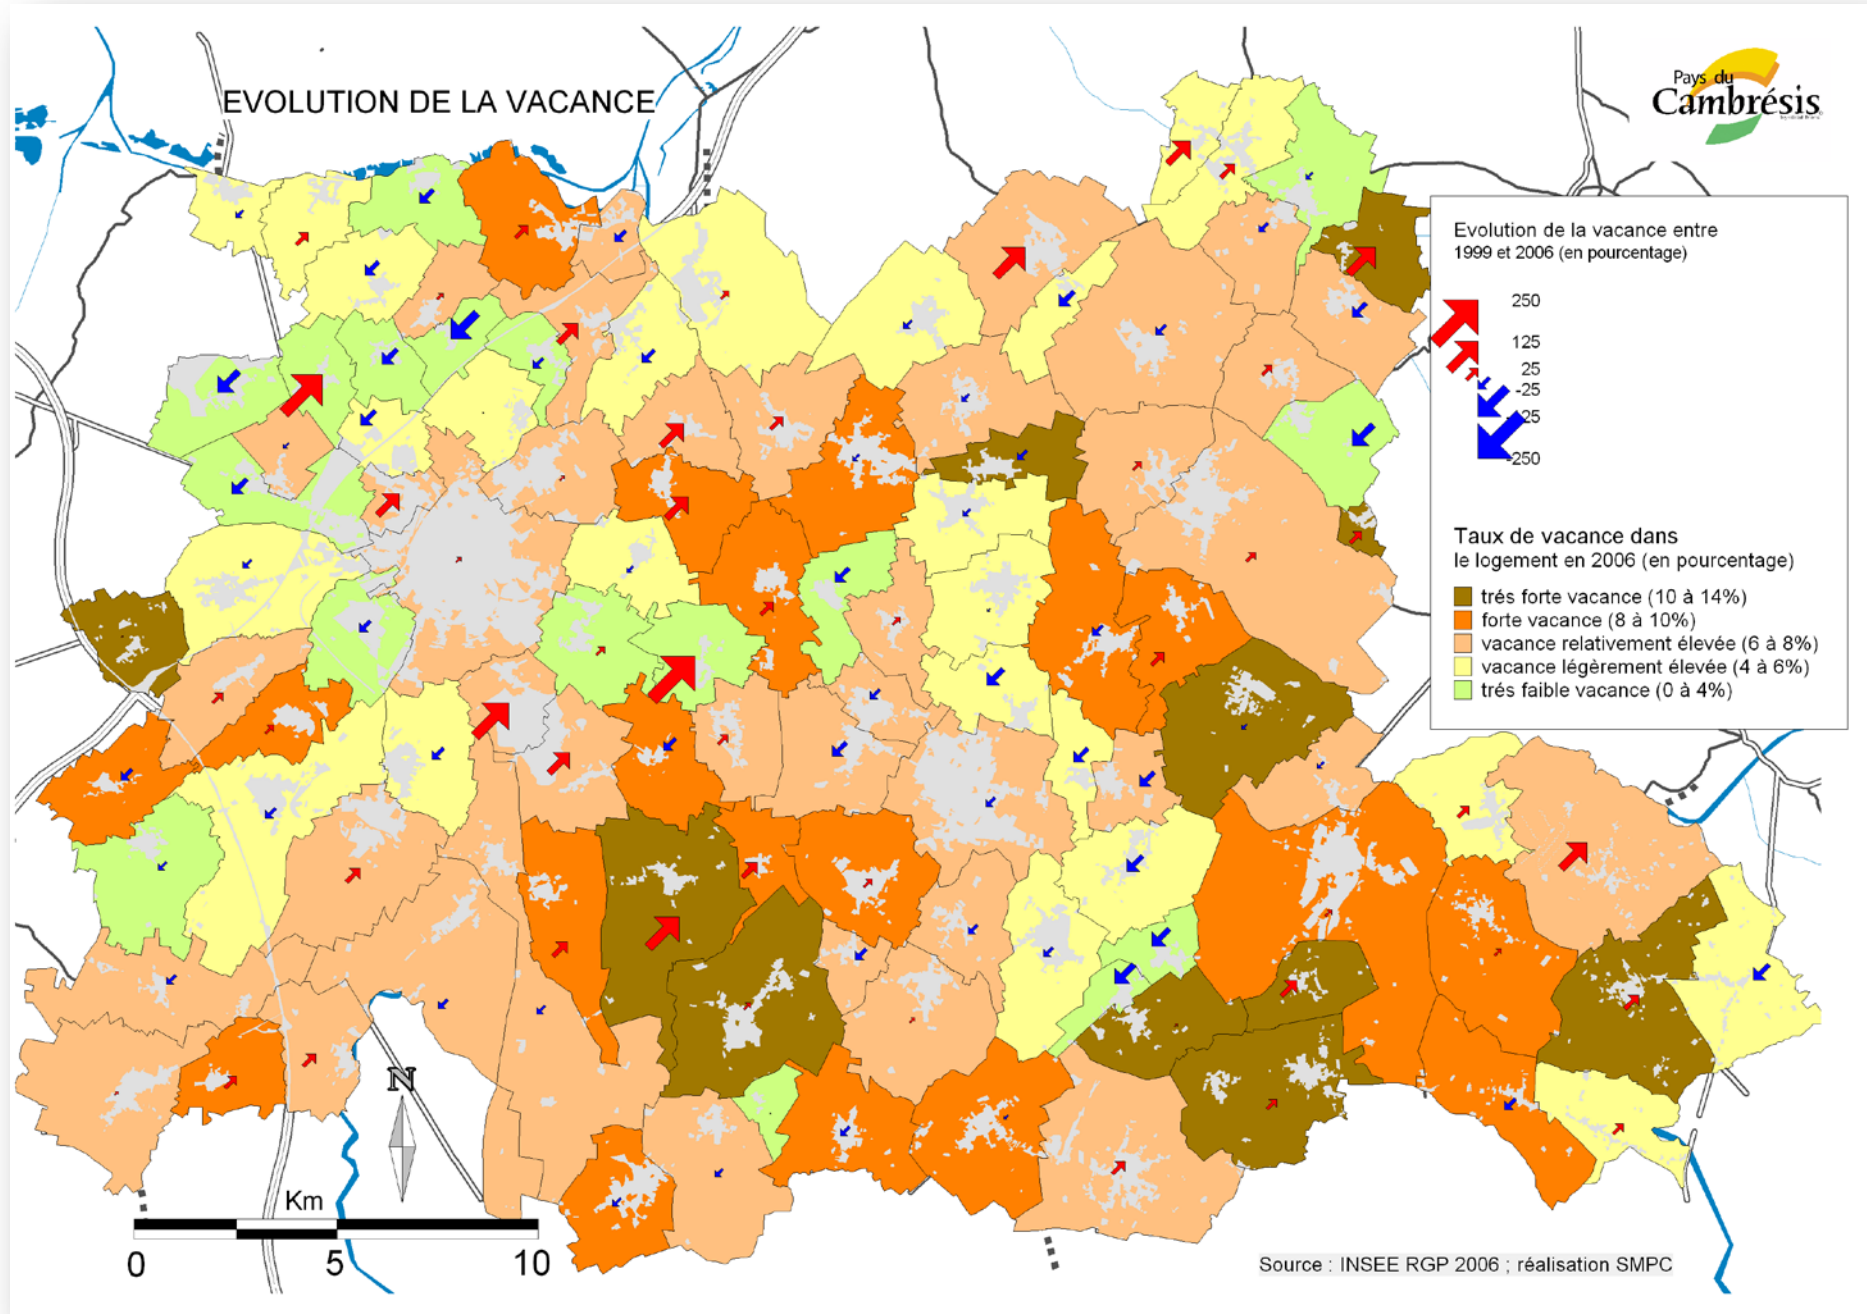 EVOLUTION DE LA VACANCE
Pays du
Cambrésis
Evolution de la vacance entre
1999 et 2006 (en pourcentage)
250
125
25
-25
25
-250
Taux de vacance dans
le logement en 2006 (en pourcentage)
trés forte vacance (10 à 14%)
forte vacance (8 à 10%)
vacance relativement élevée (6 à 8%)
vacance légèrement élevée (4 à 6%)
trés faible vacance (0 à 4%)
N
Km
0 5 10
Source : INSEE RGP 2006 ; réalisation SMPC